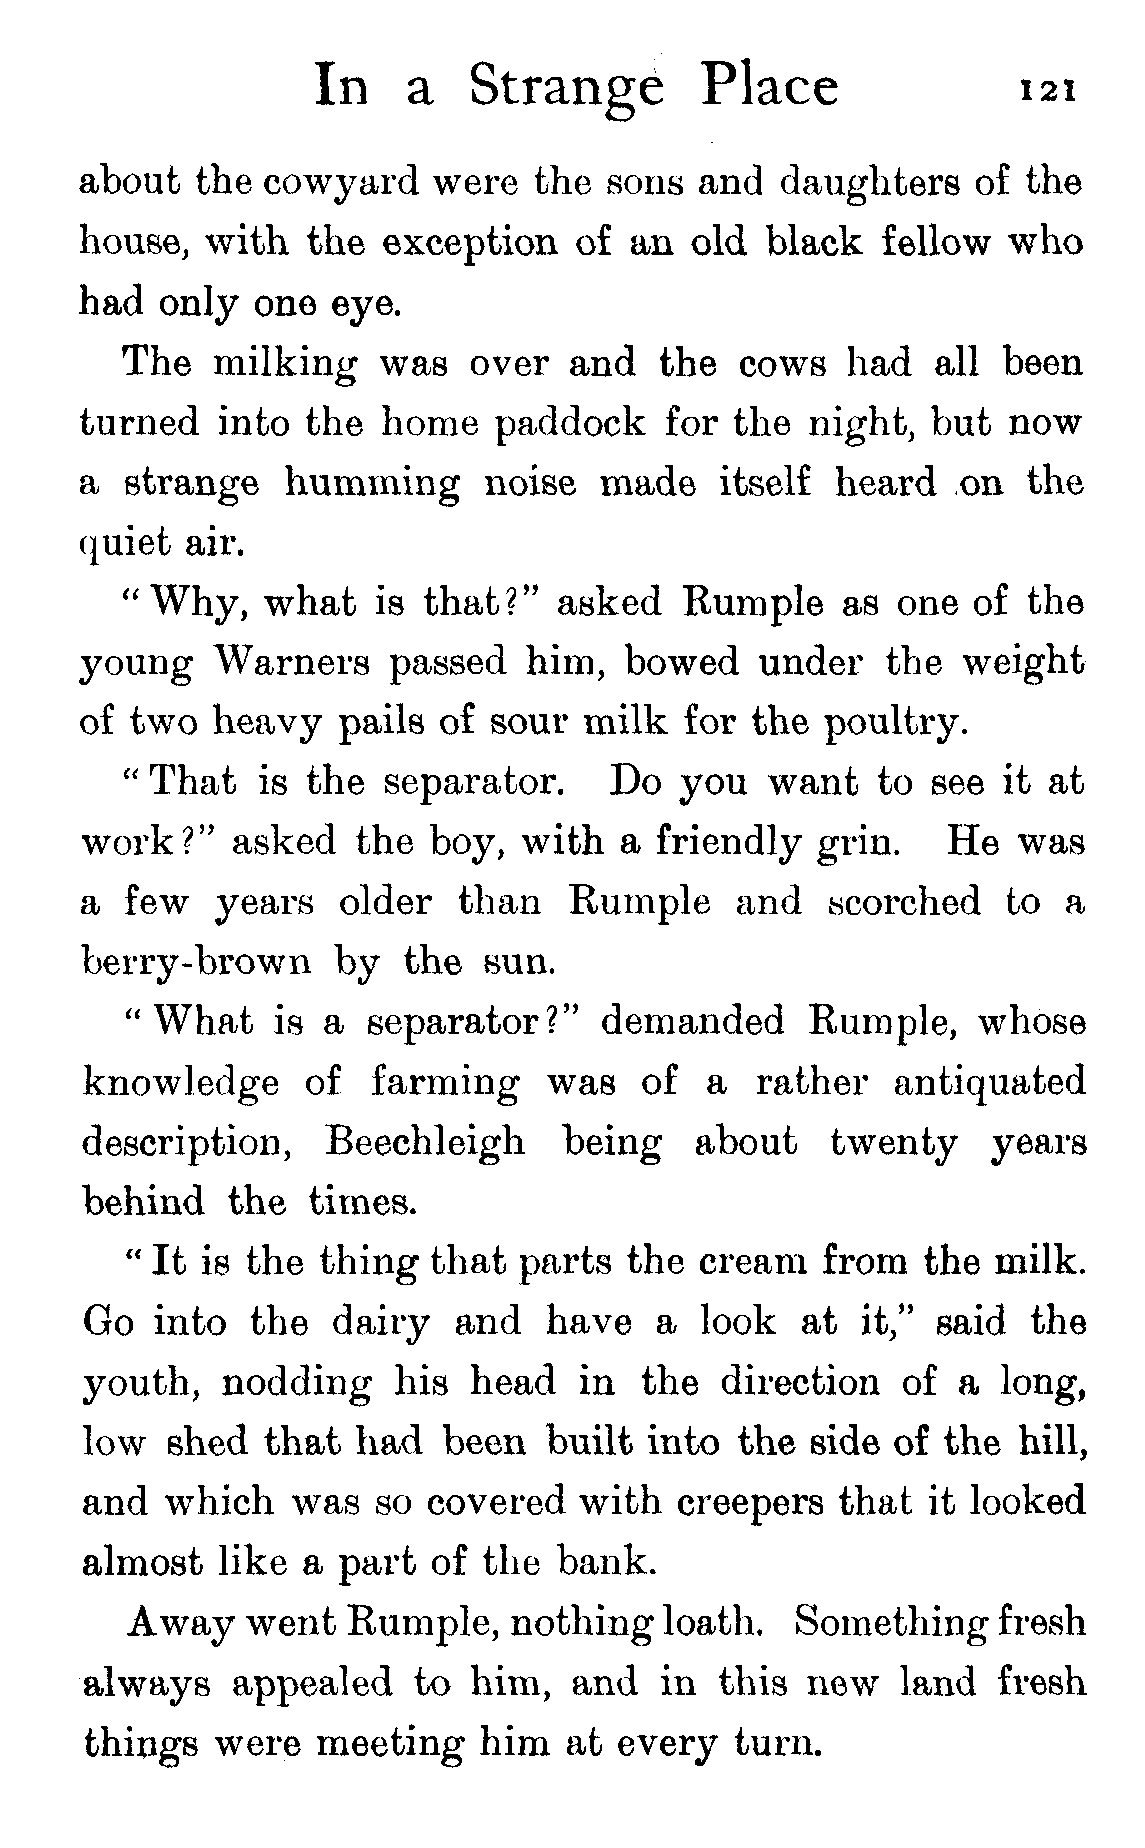 In a Strange Place 121
about the cowyard were the sons and daughters of the
house, with the exception of an old black fellow who
had only one eye.
The milking was over and the cows had all been
turned into the home paddock for the night, but now
a strange humming noise made itself heard on the
quiet air.
“Why, what is that?” asked Rumple as one of the
young Warners passed him, bowed under the weight
of two heavy pails of sour milk for the poultry.
“That is the separator. Do you want to see it at
work?” asked the boy, with a friendly grin. He was
a few years older than Rumple and scorched to a
berry-brown by the sun.
“What is a separator?” demanded Rumple, whose
knowledge of farming was of a rather antiquated
description, Beechleigh being about twenty years
behind the times.
“It is the thing that parts the cream from the milk.
Go into the dairy and have a look at it,” said the
youth, nodding his head in the direction of a long,
low shed that had been built into the side of the hill,
and which was so covered with creepers that it looked
almost like a part of the bank.
Away went Rumple, nothing loath. Something fresh
always appealed to him, and in this new land fresh
things were meeting him at every turn.